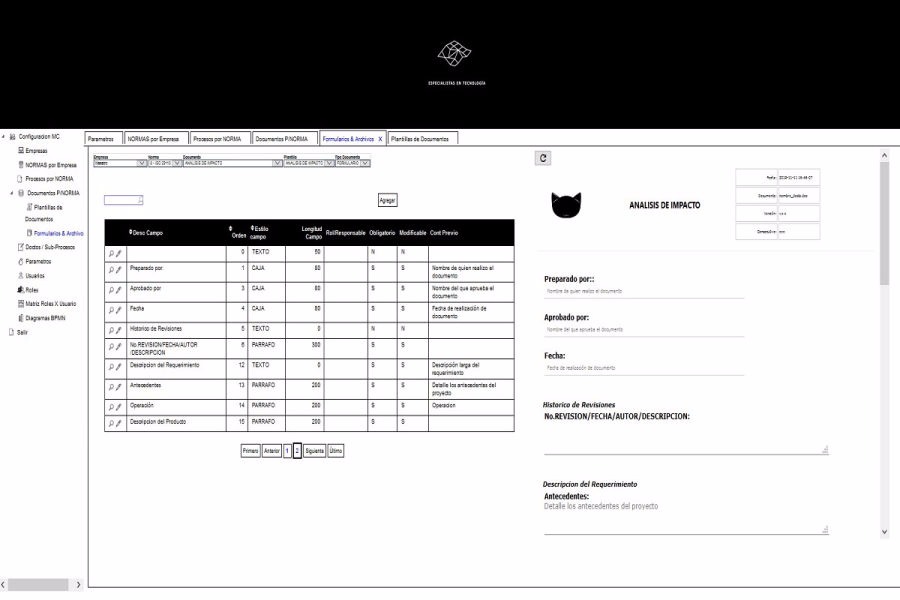 ESPECIALISTAS EN TECNOLOGÍA
Configuracion MC
Empresas
NORMAS por Empresa
Procesos por NORMA
Documentos P/NORMA
Plantillas de
Documentos
Formularios & Archivo
Doctos / Sub-Procesos
Parametros
Usuarios
Roles
Matriz Roles X Usuario
Diagramas BPMN
Salir
Parametros NORMAS por Empresa Procesos por NORMA Documentos P/NORMA Formularios & Archivos X Plantillas de Documentos
Empresa Norma Documento Plantilla Tipo Documento
ANALISIS DE IMPACTO ANALISIS DE IMPACTO FORMULARIO
Agregar
Desc Campo Orden Estilo campo Longitud Campo Rol/Responsable Obligatorio Modificable Cont Previo
0 TEXTO 50 N N
Preparado por: 1 CAJA 80 S S Nombre de quien realizo el documento
Aprobado por 3 CAJA 80 S S Nombre del que aprueba el documento
Fecha 4 CAJA 80 S S Fecha de realización de documento
Historico de Revisiones 5 TEXTO 0 N N
No.REVISION/FECHA/AUTOR
/DESCRIPCION 6 PARRAFO 300 S S
Descripcion del Requerimiento 12 TEXTO 0 S S Descripción larga del requerimiento
Antecedentes 13 PARRAFO 200 S S Detalle los antecedentes del proyecto
Operación 14 PARRAFO 200 S S Operacion
Descripcion del Producto 15 PARRAFO 200 S S
Primero Anterior 1 2 Siguiente Último
ANALISIS DE IMPACTO
Fecha:
Documento: nombre_docto.doc
Versión: v.x.x
Consecutivo: xxx
Preparado por::
Nombre de quien realizo el documento
Aprobado por:
Nombre del que aprueba el documento
Fecha:
Fecha de realización de documento
Historico de Revisiones
No.REVISION/FECHA/AUTOR/DESCRIPCION:
Descripcion del Requerimiento
Antecedentes:
Detalle los antecedentes del proyecto